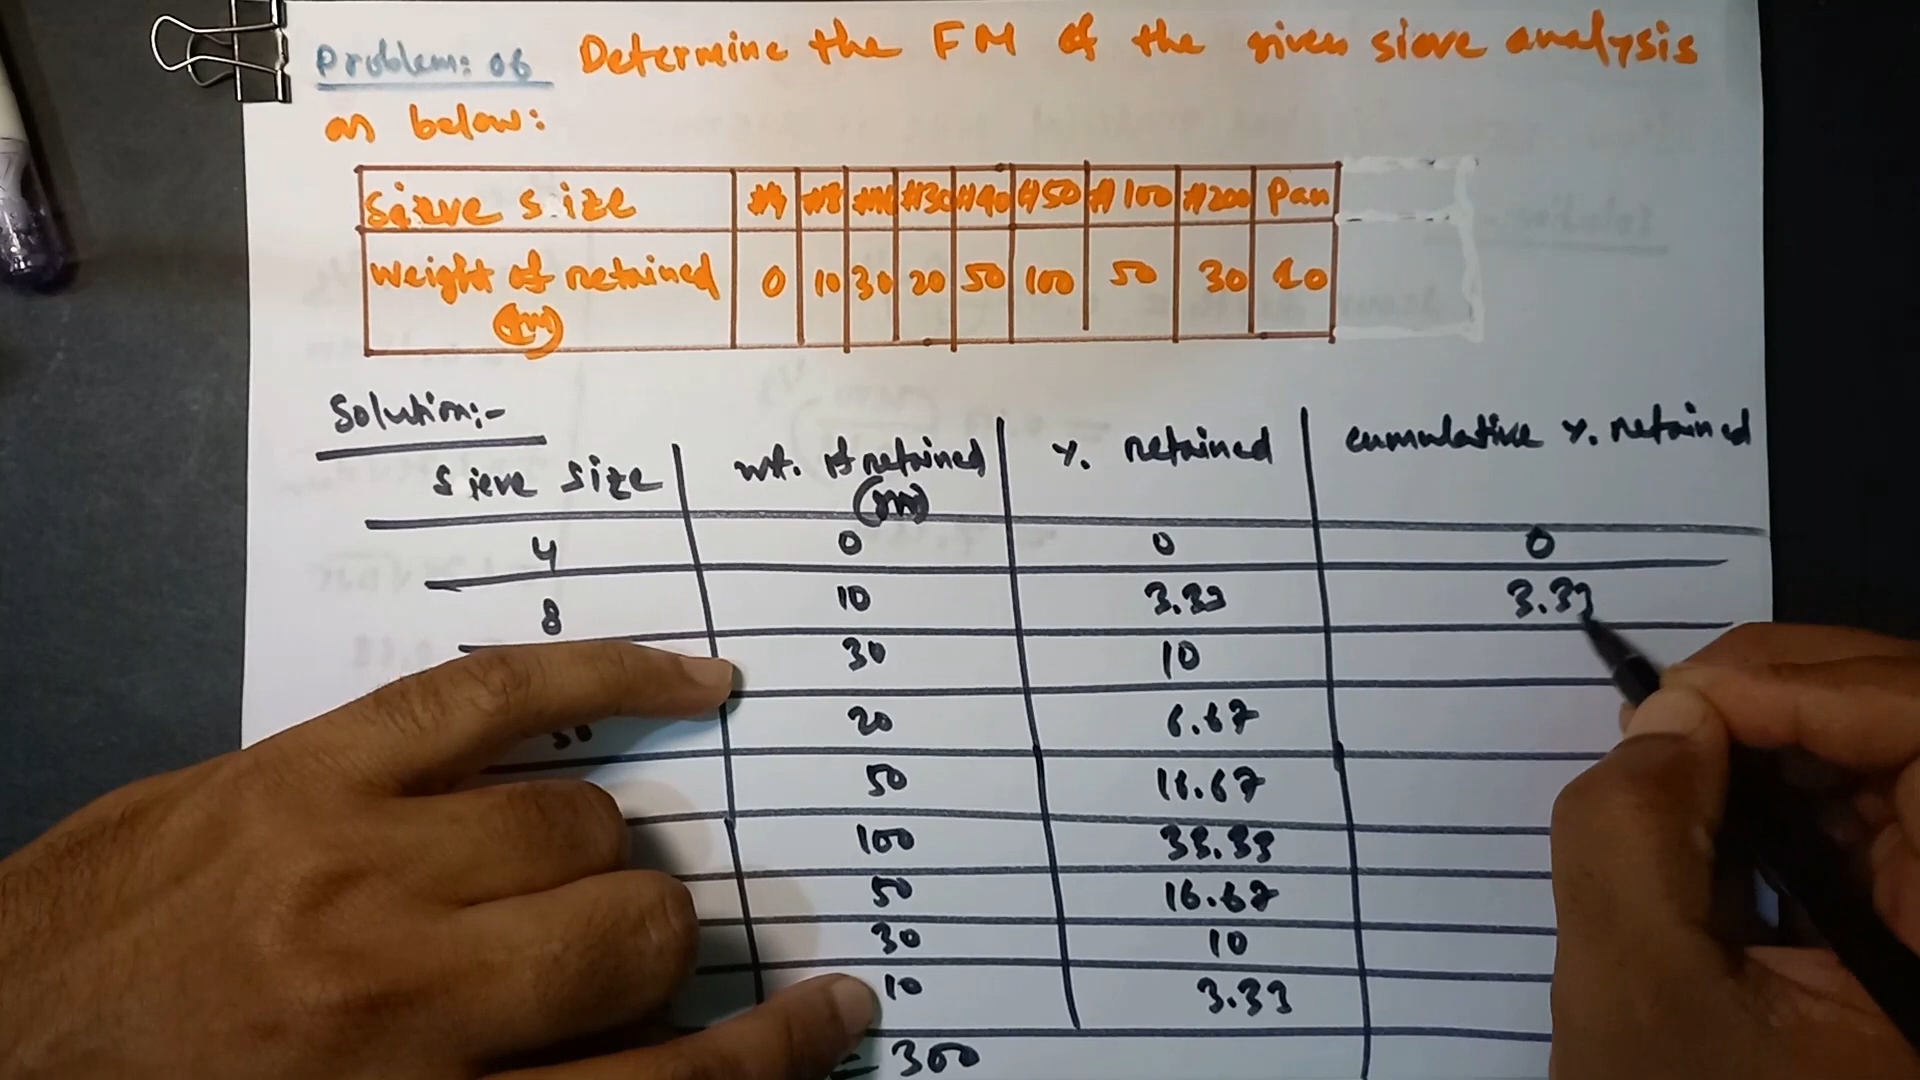 Problem: 06 Determine the FM of the given sieve analysis
as below:
Sieve size #4 #8 #16 #30 #40 #50 #100 #200 Pan
Weight of retained 0 10 30 20 50 100 50 30 10
(gm)
Solution:-
Sieve size wt. of retained %. retained cummulative %. retained
(gm)
4 0 0 0
8 10 3.33 3.33
30 10
30 20 6.67
50 16.67
100 33.33
50 16.67
30 10
10 3.33
= 300